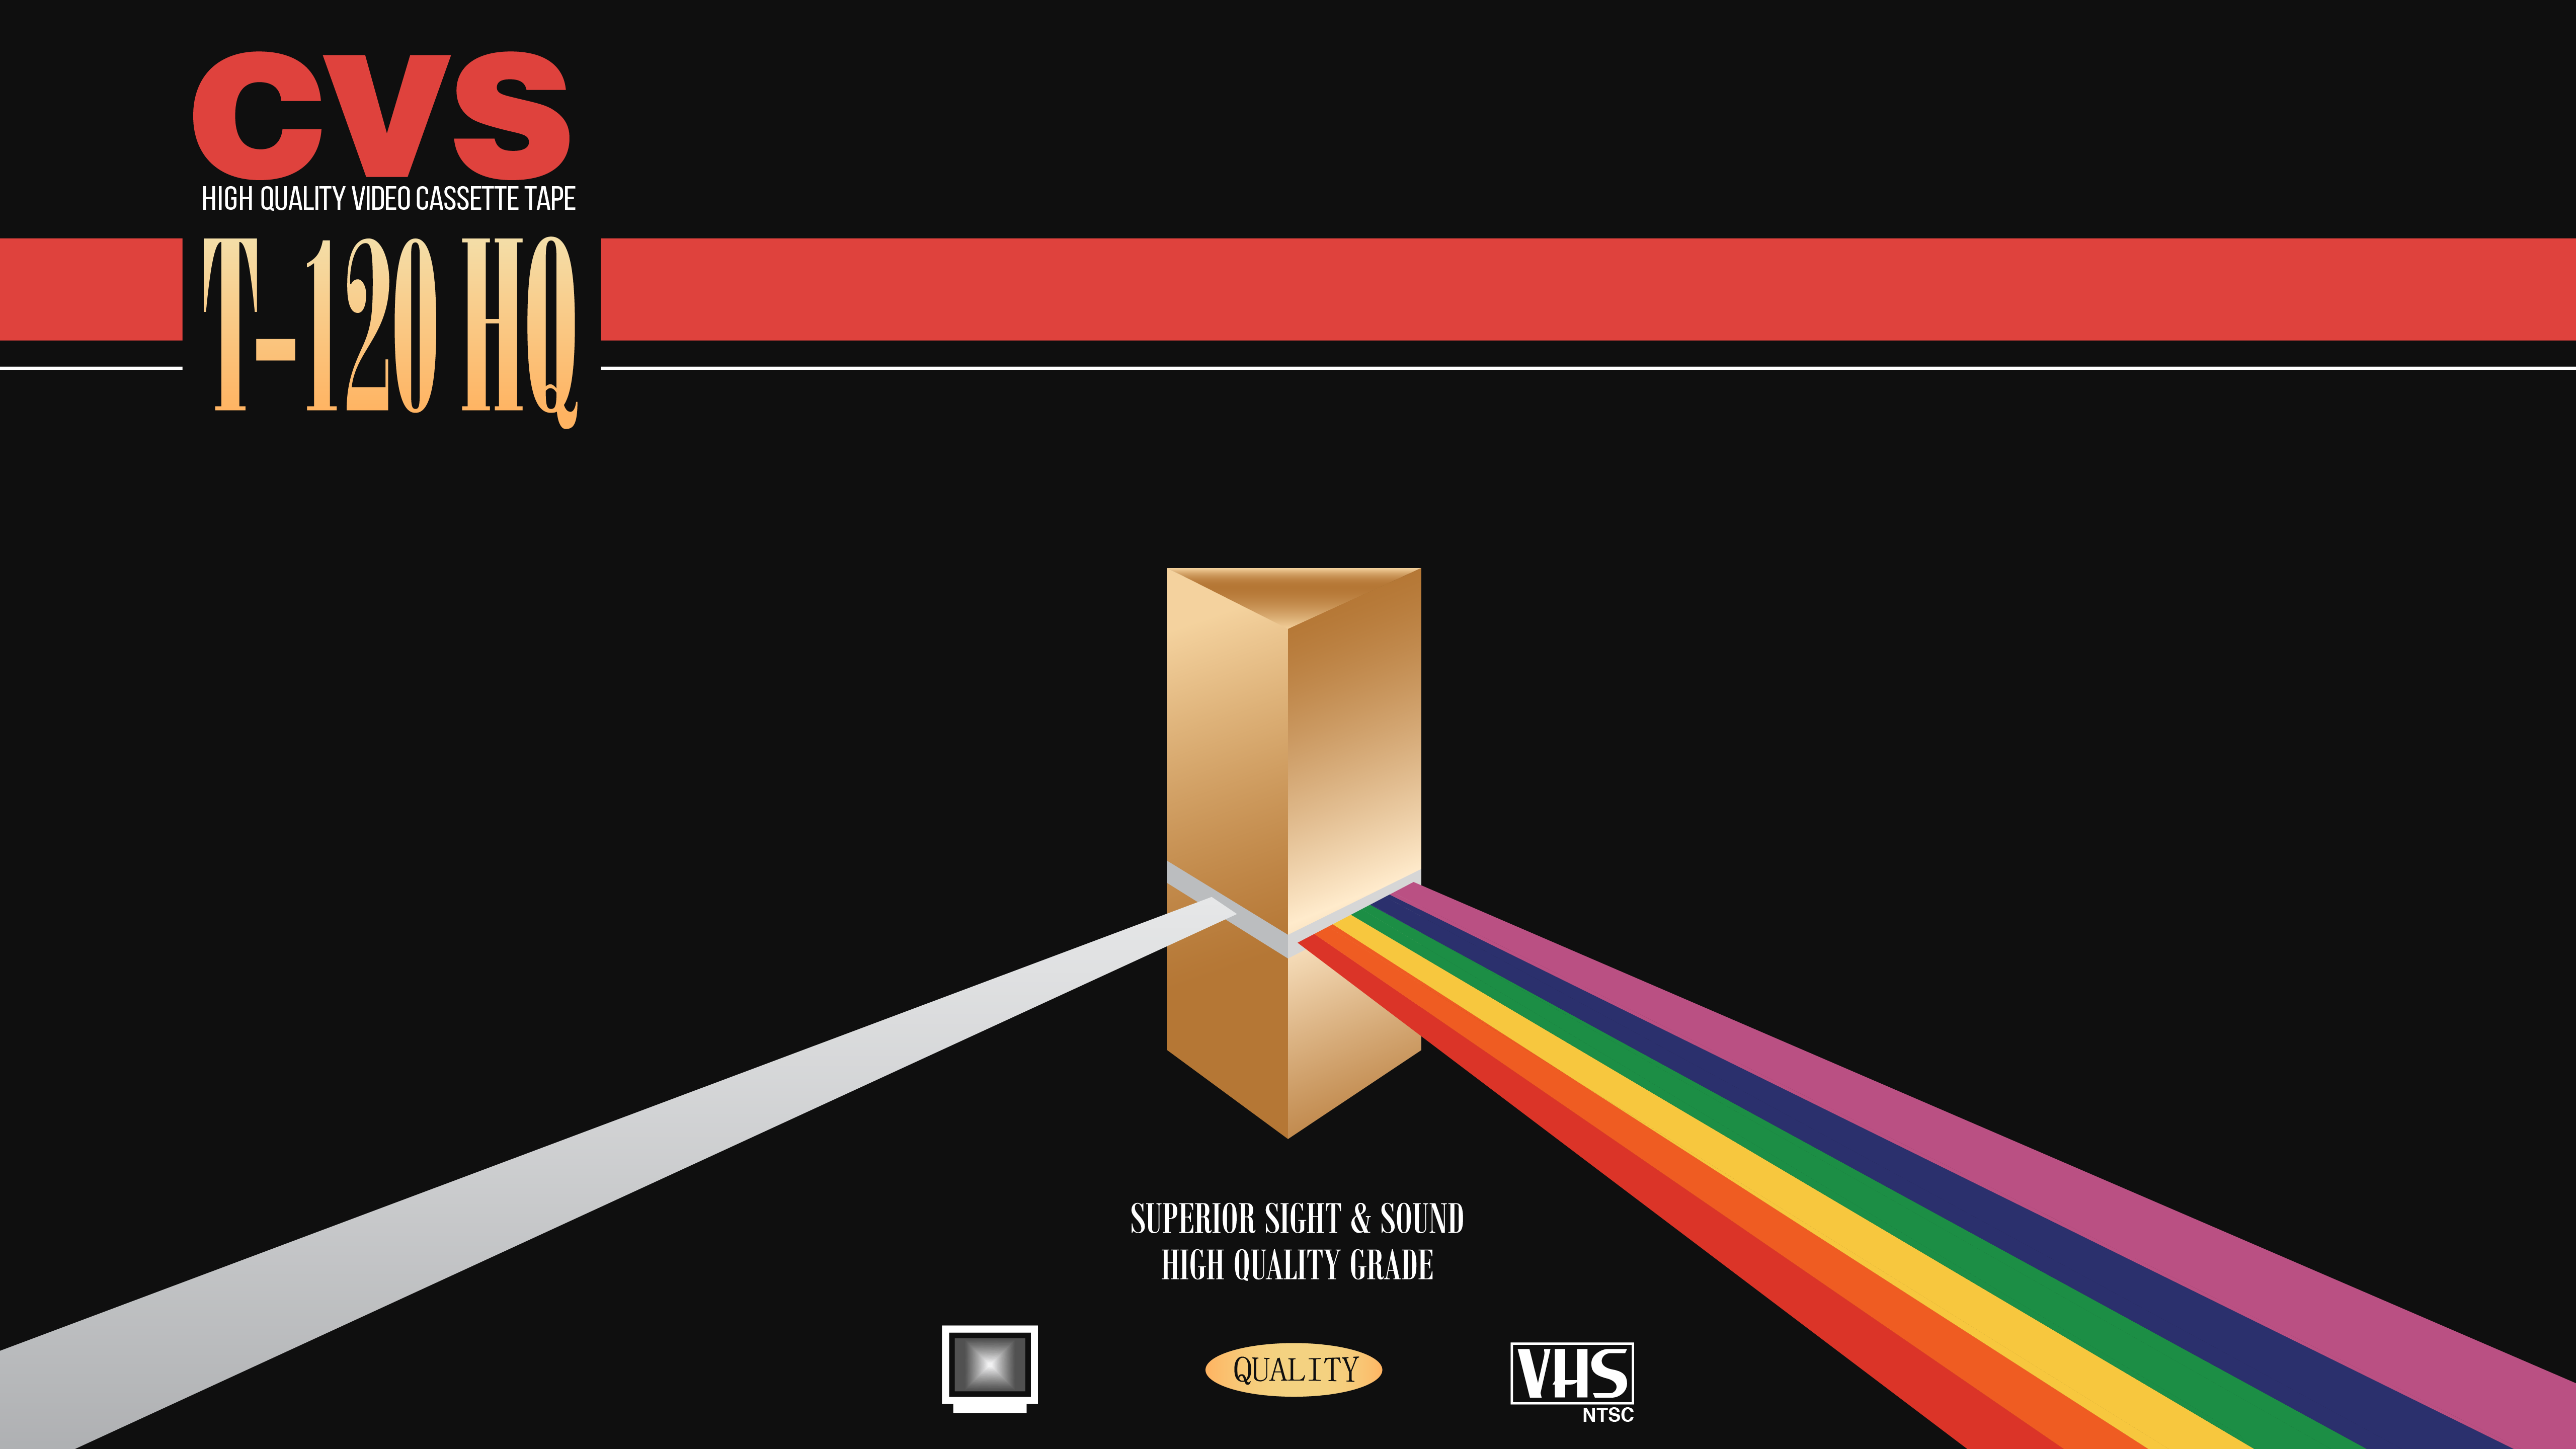 CVS
HIGH QUALITY VIDEO CASSETTE TAPE
T-120 HQ
SUPERIOR SIGHT & SOUND
HIGH QUALITY GRADE
QUALITY
VHS
NTSC